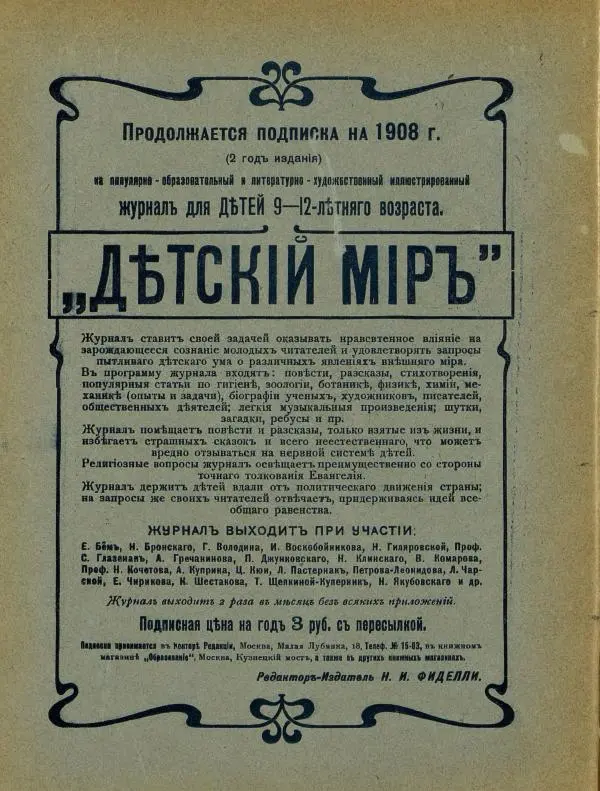 Продолжается подписка на 1908 г.
(2 годъ изданія)
на популярно-образовательный и литературно-художественный иллюстрированный
журналъ для ДѢТЕЙ 9—12-лѣтняго возраста.
„ДѢТСКІЙ МІРЪ”
Журналъ ставитъ своей задачей оказывать нравсвтенное вліяніе на
зарождающееся сознаніе молодыхъ читателей и удовлетворять запросы
пытливаго дѣтскаго ума о различныхъ явленіяхъ внѣшняго міра.
Въ программу журнала входятъ: повѣсти, разсказы, стихотворенія,
популярныя статьи по гигіенѣ, зоологіи, ботаникѣ, физикѣ, химіи, ме-
ханикѣ (опыты и задачи), біографіи ученыхъ, художниковъ, писателей,
общественныхъ дѣятелей; легкія музыкальныя произведенія; шутки,
загадки, ребусы и пр.
Журналъ помѣщаетъ повѣсти и разсказы, только взятые изъ жизни, и
избѣгаетъ страшныхъ сказокъ и всего неестественнаго, что можетъ
вредно отзываться на нервной системѣ дѣтей.
Религіозные вопросы журналъ освѣщаетъ преимущественно со стороны
точнаго толкованія Евангелія.
Журналъ держитъ дѣтей вдали отъ политическаго движенія страны;
на запросы же своихъ читателей отвѣчаетъ, придерживаясь идей все-
общаго равенства.
ЖУРНАЛЪ ВЫХОДИТЪ ПРИ УЧАСТІИ:
Е. Бёмъ, Н. Бронскаго, Г. Володина, И. Воскобойникова, Н. Гиляровской, Проф.
С. Глазенапъ, А. Гречанинова, П. Джунковскаго, Н. Клинскаго, В. Комарова,
Проф. Н. Кочетова, А. Куприна, Ц. Кюи, Л. Пастернакъ, Петрова-Леонидова, Л. Чар-
ской, Е. Чирикова, К. Шестакова, Т. Щепкиной-Куперникъ, Н. Якубовскаго и др.
Журналъ выходитъ 2 раза въ мѣсяцъ безъ всякихъ приложеній.
Подписная цѣна на годъ 3 руб. съ пересылкой.
Подписка принимается въ Конторѣ Редакціи, Москва, Малая Лубянка, 18, Телеф. № 15-83, въ книжномъ
магазинѣ „Образованіе", Москва, Кузнецкій мостъ, а также въ другихъ книжныхъ магазинахъ.
Редакторъ-Издатель Н. И. ФИДЕЛЛИ.